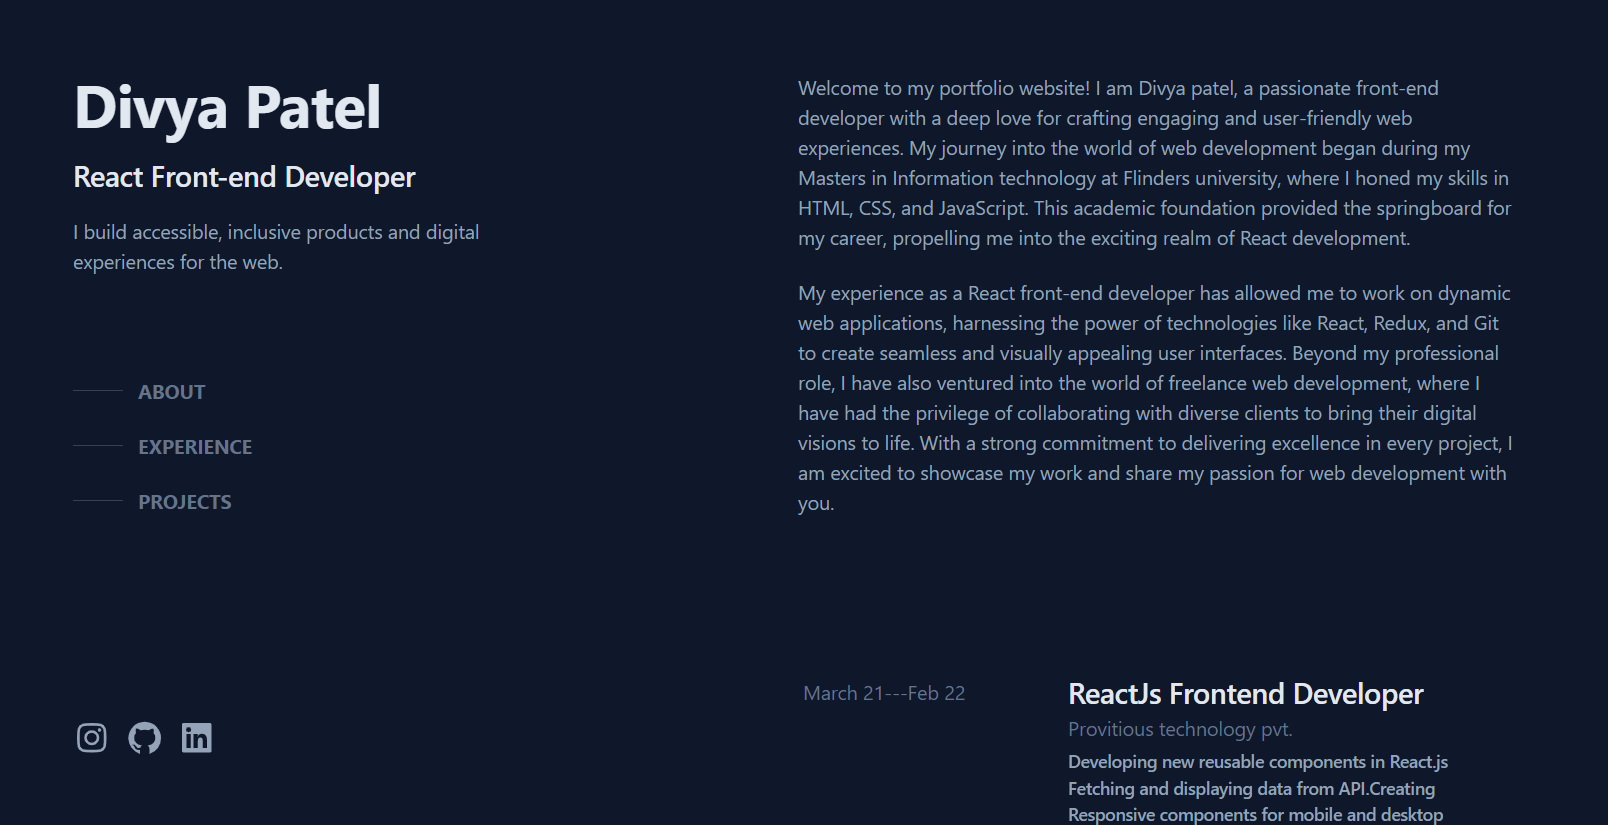 Divya Patel
React Front-end Developer
I build accessible, inclusive products and digital
experiences for the web.
ABOUT
EXPERIENCE
PROJECTS
Welcome to my portfolio website! I am Divya patel, a passionate front-end
developer with a deep love for crafting engaging and user-friendly web
experiences. My journey into the world of web development began during my
Masters in Information technology at Flinders university, where I honed my skills in
HTML, CSS, and JavaScript. This academic foundation provided the springboard for
my career, propelling me into the exciting realm of React development.
My experience as a React front-end developer has allowed me to work on dynamic
web applications, harnessing the power of technologies like React, Redux, and Git
to create seamless and visually appealing user interfaces. Beyond my professional
role, I have also ventured into the world of freelance web development, where I
have had the privilege of collaborating with diverse clients to bring their digital
visions to life. With a strong commitment to delivering excellence in every project, I
am excited to showcase my work and share my passion for web development with
you.
March 21---Feb 22
ReactJs Frontend Developer
Provitious technology pvt.
Developing new reusable components in React.js
Fetching and displaying data from API.Creating
Responsive components for mobile and desktop